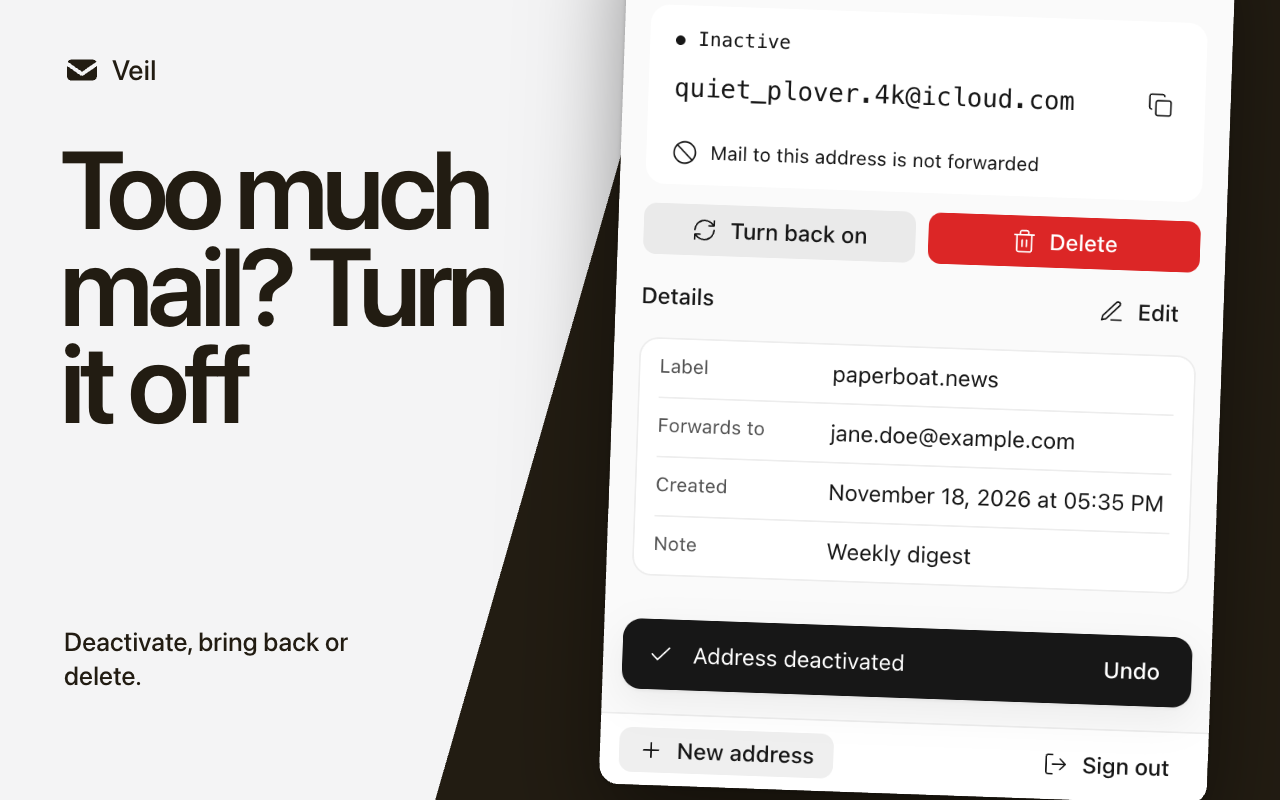 Veil
Too much
mail? Turn
it off
Deactivate, bring back or
delete.
Inactive
quiet_plover.4k@icloud.com
Mail to this address is not forwarded
Turn back on
Delete
Details
Edit
Label
paperboat.news
Forwards to
jane.doe@example.com
Created
November 18, 2026 at 05:35 PM
Note
Weekly digest
Address deactivated
Undo
New address
Sign out